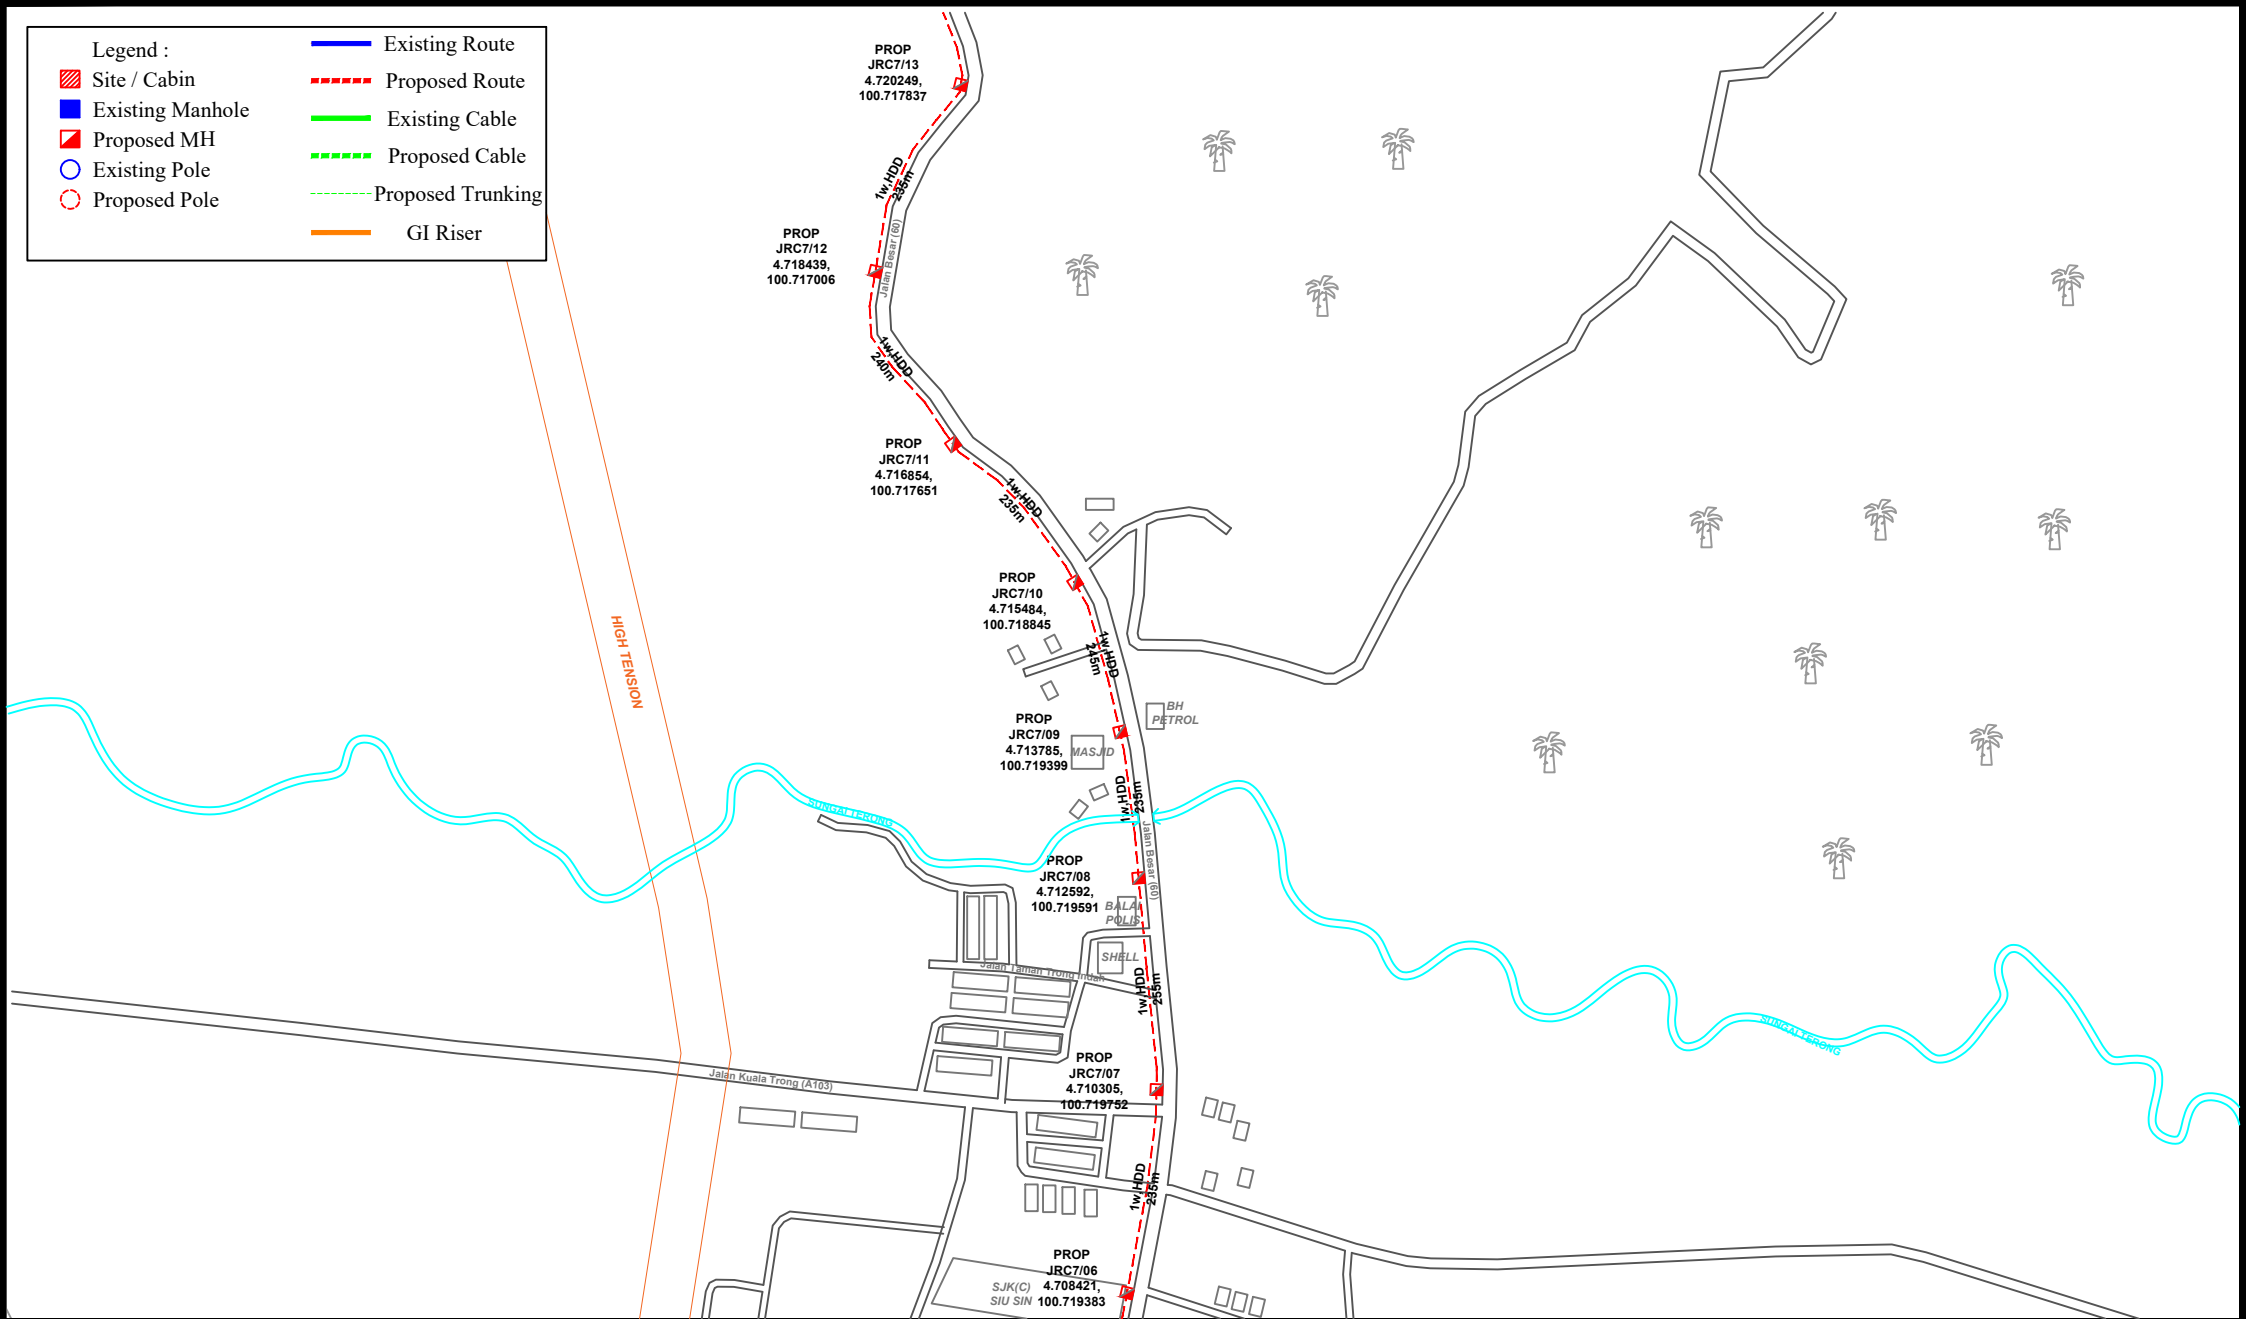 Legend :
Site / Cabin
Existing Manhole
Proposed MH
Existing Pole
Proposed Pole
Existing Route
Proposed Route
Existing Cable
Proposed Cable
Proposed Trunking
GI Riser
PROP
JRC7/13
4.720249,
100.717837
1w,HDD
235m
PROP
JRC7/12
4.718439,
100.717006
Jalan Besar (60)
1w,HDD
240m
PROP
JRC7/11
4.716854,
100.717651
1w,HDD
235m
PROP
JRC7/10
4.715484,
100.718845
HIGH TENSION
1w,HDD
245m
BH
PETROL
PROP
JRC7/09
4.713785,
100.719399
MASJID
1w,HDD
235m
SUNGAI TERONG
Jalan Besar (60)
PROP
JRC7/08
4.712592,
100.719591
BALAI
POLIS
SHELL
Jalan Taman Trong Indah
1w,HDD
255m
SUNGAI TERONG
PROP
JRC7/07
4.710305,
100.719752
Jalan Kuala Trong (A103)
1w,HDD
235m
PROP
JRC7/06
4.708421,
100.719383
SJK(C)
SIU SIN